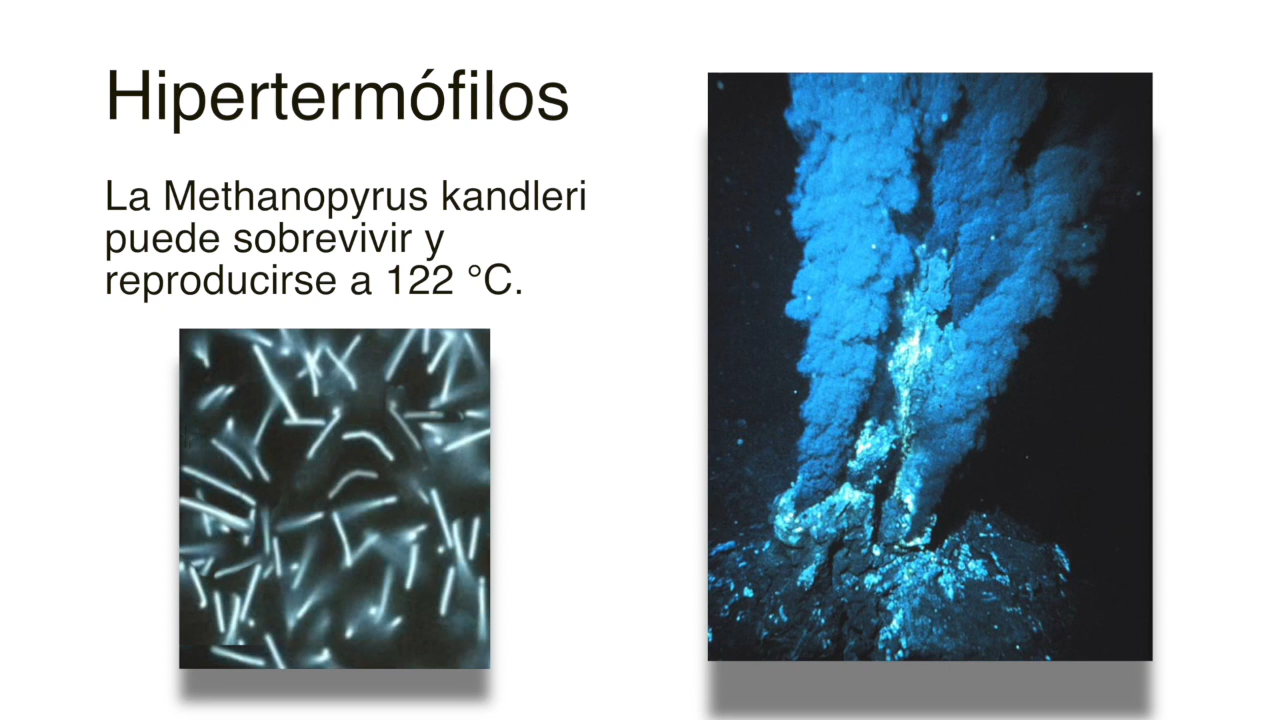 Hipertermófilos
La Methanopyrus kandleri
puede sobrevivir y
reproducirse a 122 °C.